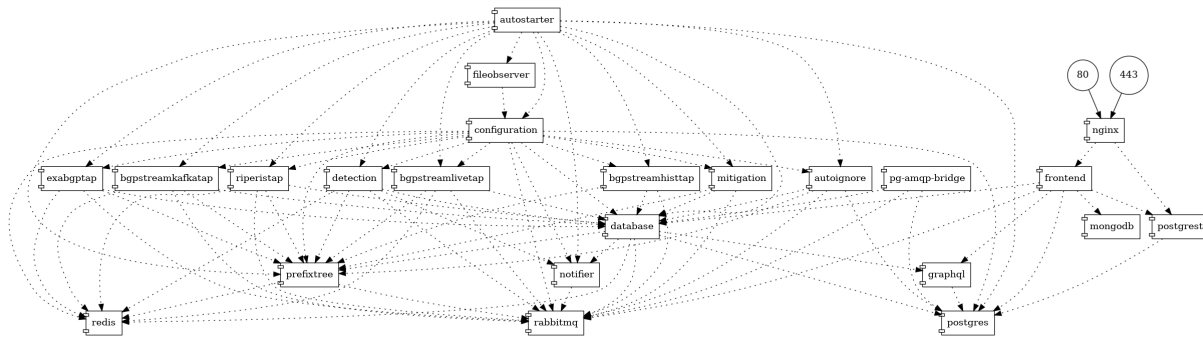 autostarter
fileobserver
80
443
configuration
nginx
exabgptap
bgpstreamkafkatap
riperistap
detection
bgpstreamlivetap
bgpstreamhisttap
mitigation
autoignore
pg-amqp-bridge
frontend
database
mongodb
postgrest
prefixtree
notifier
graphql
redis
rabbitmq
postgres